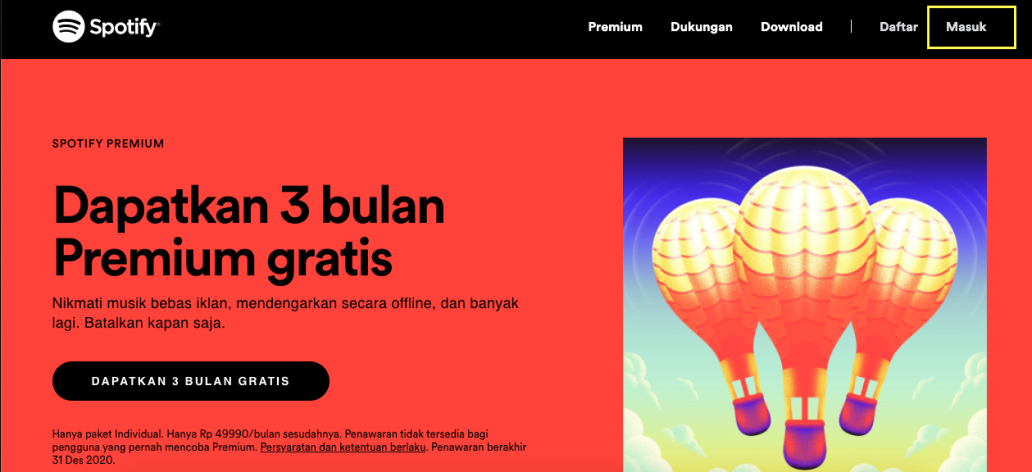 Spotify®
Premium
Dukungan
Download
|
Daftar
Masuk
SPOTIFY PREMIUM
Dapatkan 3 bulan
Premium gratis
Nikmati musik bebas iklan, mendengarkan secara offline, dan banyak
lagi. Batalkan kapan saja.
DAPATKAN 3 BULAN GRATIS
Hanya paket Individual. Hanya Rp 49990/bulan sesudahnya. Penawaran tidak tersedia bagi
pengguna yang pernah mencoba Premium. Persyaratan dan ketentuan berlaku. Penawaran berakhir
31 Des 2020.